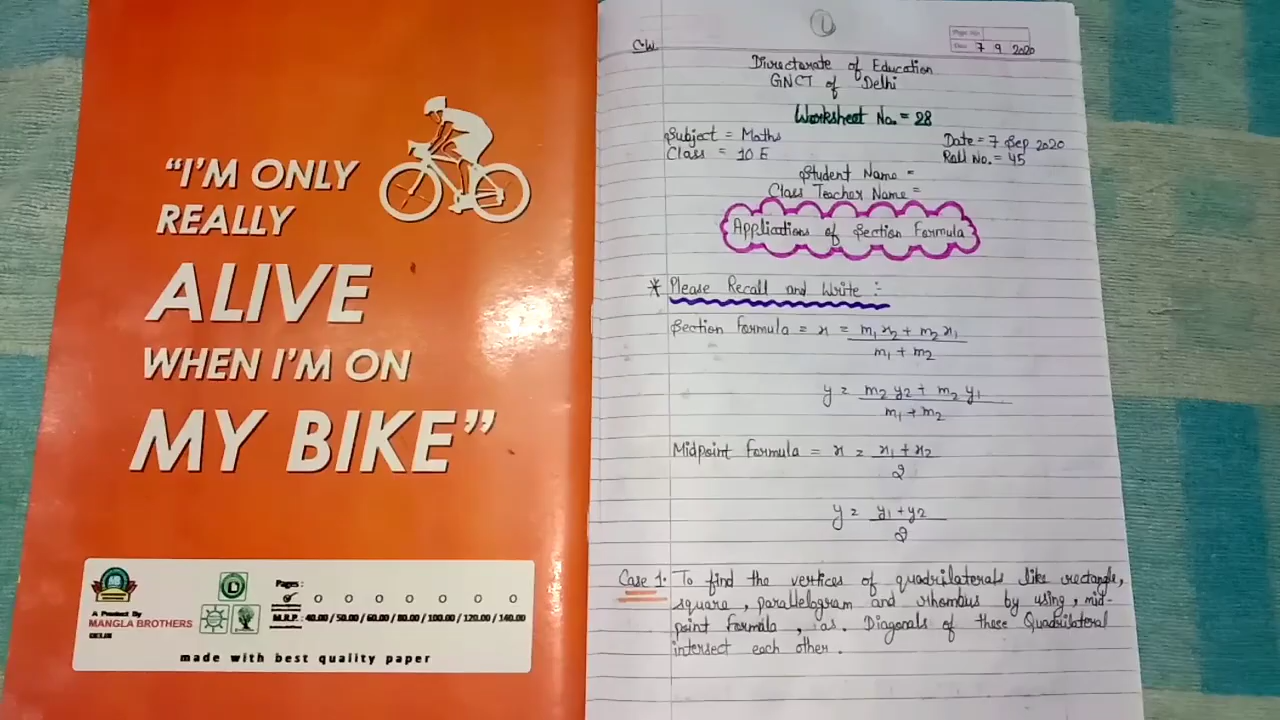 “I’M ONLY
REALLY
ALIVE
WHEN I’M ON
MY BIKE”
A Product By
MANGLA BROTHERS
DELHI
Pages :
M.R.P. : 40.00 / 50.00 / 60.00 / 80.00 / 100.00 / 120.00 / 140.00
made with best quality paper
1
C.W
Page No.
Date 7 9 2020
Directorate of Education
GNCT of Delhi
Worksheet No. = 28
Subject = Maths
Date = 7 Sep 2020
Class = 10 E
Roll No. = 45
Student Name =
Class Teacher Name =
Applications of Section Formula
* Please Recall and Write :-
Section Formula = x = m₁ x₂ + m₂ x₁
m₁ + m₂
y = m₂ y₂ + m₂ y₁
m₁ + m₂
Midpoint Formula = x = x₁ + x₂
2
y = y₁ + y₂
2
Case 1. To find the vertices of quadrilaterals like rectangle,
square, parallelogram and rhombus by using, mid-
point formula, as. Diagonals of these Quadrilateral
intersect each other.